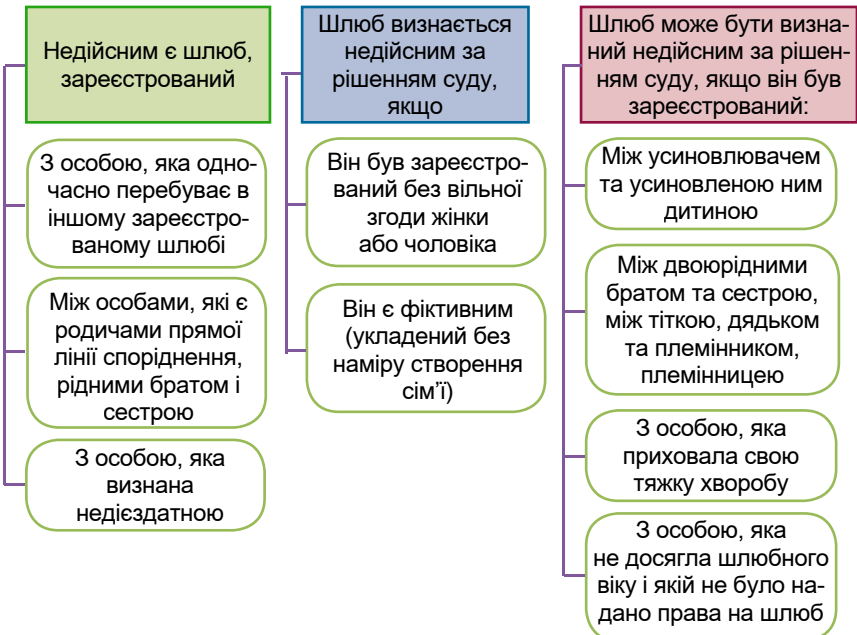 Недійсним є шлюб,
зареєстрований
З особою, яка одно-
часно перебуває в
іншому зареєстро-
ваному шлюбі
Між особами, які є
родичами прямої
лінії споріднення,
рідними братом і
сестрою
З особою, яка
визнана
недієздатною
Шлюб визнається
недійсним за
рішенням суду,
якщо
Він був зареєстро-
ований без вільної
згоди жінки
або чоловіка
Він є фіктивним
(укладений без
наміру створення
сім’ї)
Шлюб може бути визна-
ний недійсним за рішен-
ням суду, якщо він був
зареєстрований:
Між усиновлювачем
та усиновленою ним
дитиною
Між двоюрідними
братом та сестрою,
між тіткою, дядьком
та племінником,
племінницею
З особою, яка
приховала свою
тяжку хворобу
З особою, яка
не досягла шлюбного
віку і якій не було на-
дано права на шлюб